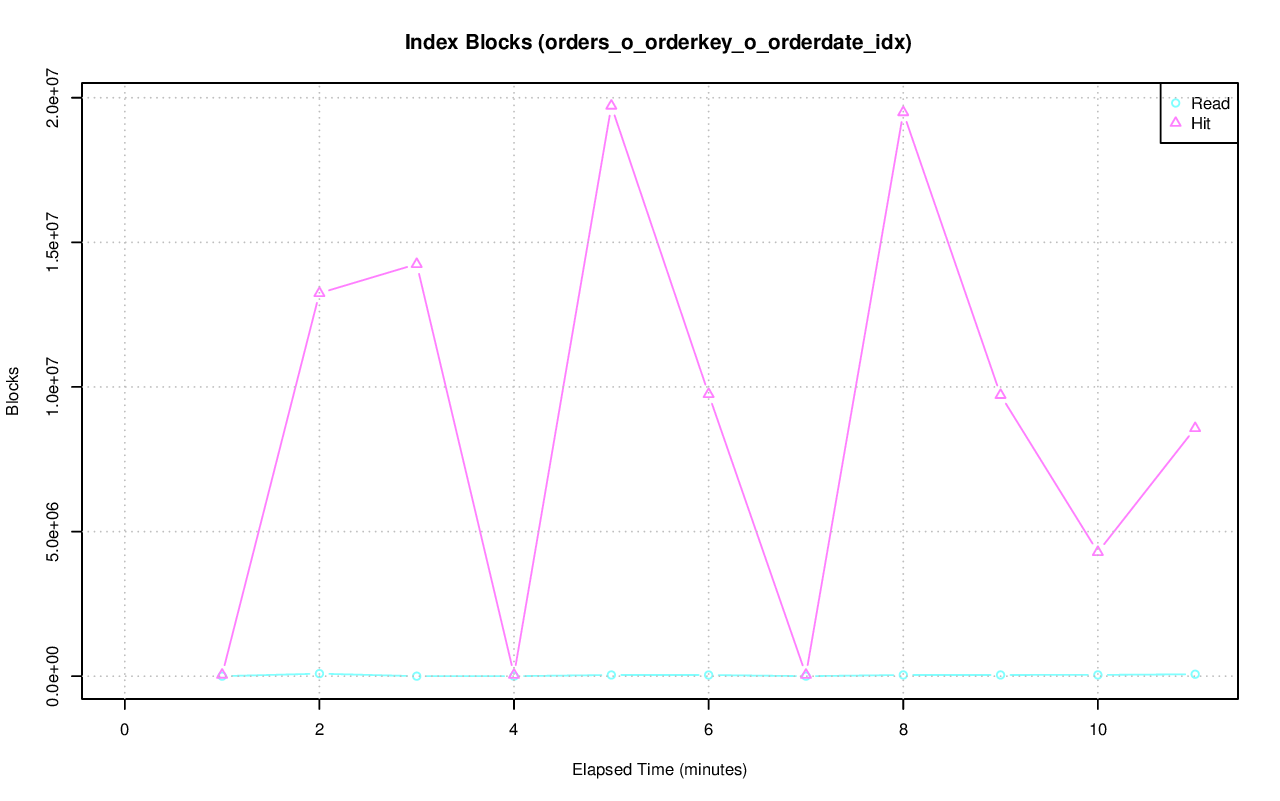 Index Blocks (orders_o_orderkey_o_orderdate_idx)
Read
Hit
Blocks
2.0e+07
1.5e+07
1.0e+07
5.0e+06
0.0e+00
0 2 4 6 8 10
Elapsed Time (minutes)